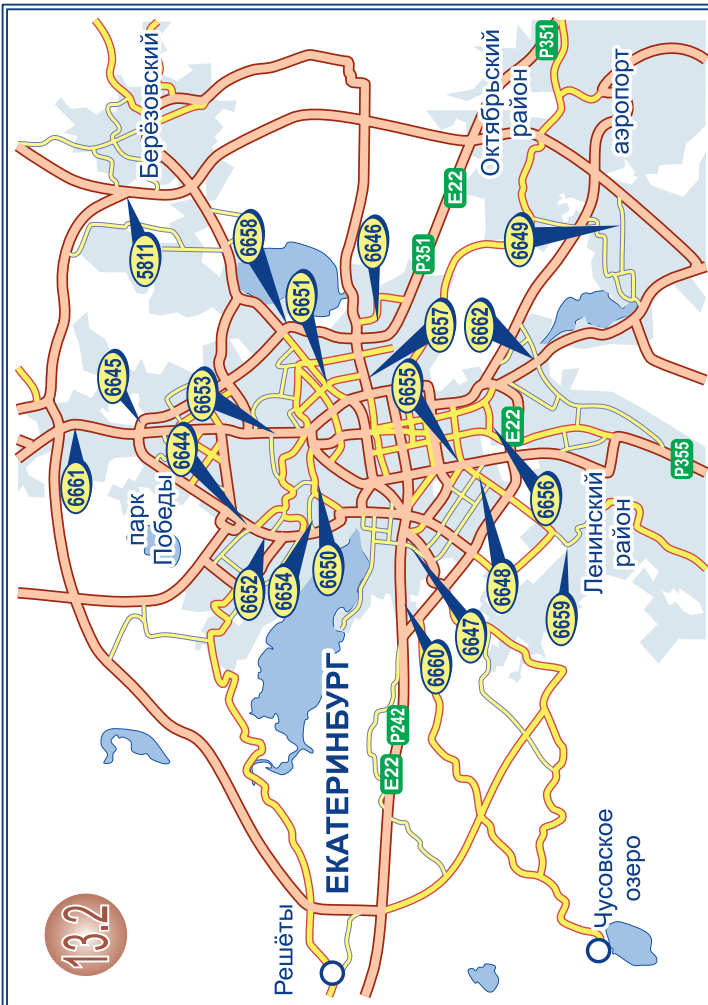 13.2
Решёты
ЕКАТЕРИНБУРГ
Чусовское
озеро
E22
P242
6661
парк
Победы
6645
6644
6653
5811
Берёзовский
6658
6651
6646
P351
E22
Октябрьский
район
P351
аэропорт
6649
6657
6662
6655
6652
6654
6650
6660
6647
6648
6656
6659
E22
Ленинский
район
P355